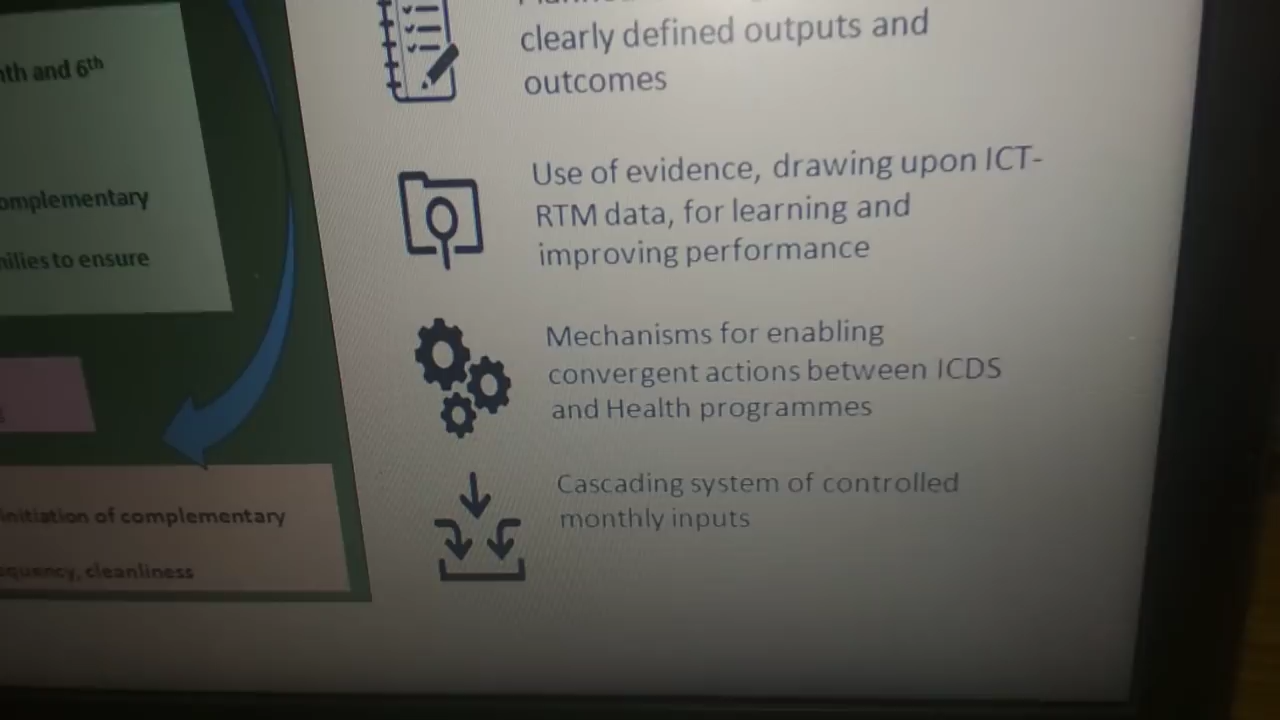 nth and 6th
omplementary
nilies to ensure
initiation of complementary
quency, cleanliness
clearly defined outputs and
outcomes
Use of evidence, drawing upon ICT-
RTM data, for learning and
improving performance
Mechanisms for enabling
convergent actions between ICDS
and Health programmes
Cascading system of controlled
monthly inputs